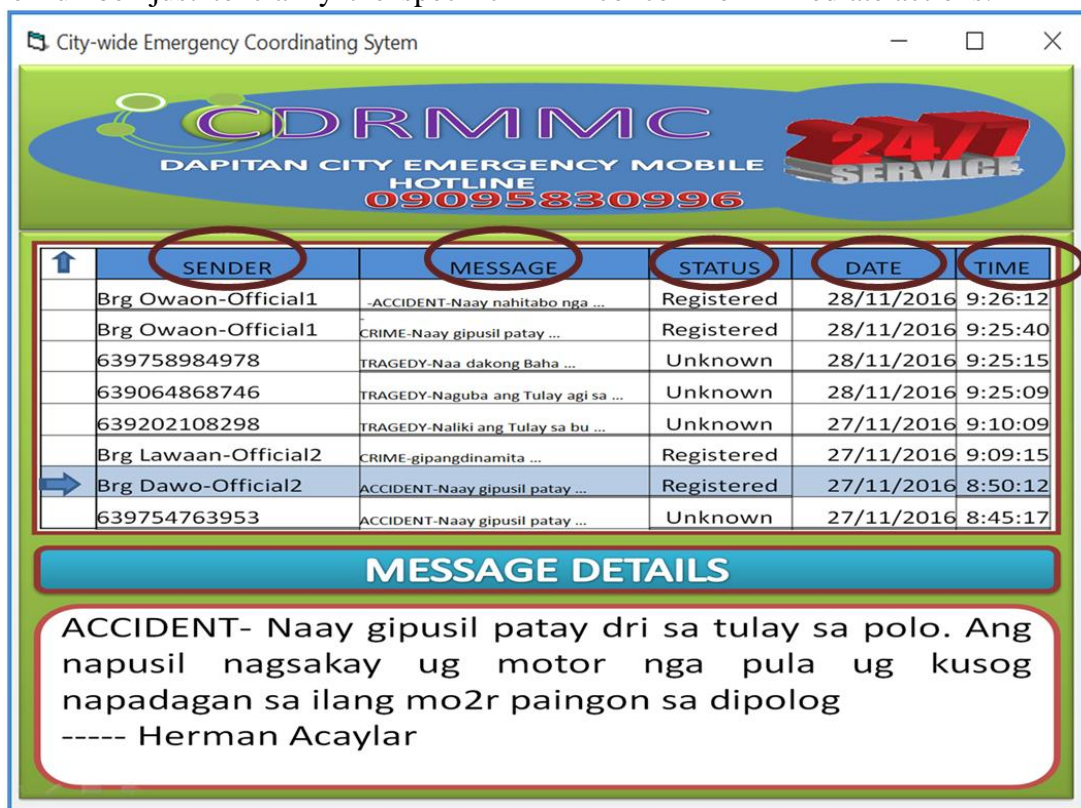 City-wide Emergency Coordinating Sytem
CDRMMC
DAPITAN CITY EMERGENCY MOBILE
HOTLINE
09095830996
24/7
SERVICE
SENDER MESSAGE STATUS DATE TIME
Brg Owaon-Official1 -ACCIDENT-Naay nahitabo nga ... Registered 28/11/2016 9:26:12
Brg Owaon-Official1 CRIME-Naay gipusil patay ... Registered 28/11/2016 9:25:40
639758984978 TRAGEDY-Naa dakong Baha ... Unknown 28/11/2016 9:25:15
639064868746 TRAGEDY-Naguba ang Tulay agi sa ... Unknown 28/11/2016 9:25:09
639202108298 TRAGEDY-Naliki ang Tulay sa bu ... Unknown 27/11/2016 9:10:09
Brg Lawaan-Official2 CRIME-gipangdinamita ... Registered 27/11/2016 9:09:15
Brg Dawo-Official2 ACCIDENT-Naay gipusil patay ... Registered 27/11/2016 8:50:12
639754763953 ACCIDENT-Naay gipusil patay ... Unknown 27/11/2016 8:45:17
MESSAGE DETAILS
ACCIDENT- Naay gipusil patay dri sa tulay sa polo. Ang
napusil nagsakay ug motor nga pula ug kusog
napadagan sa ilang mo2r paingon sa dipolog
----- Herman Acaylar